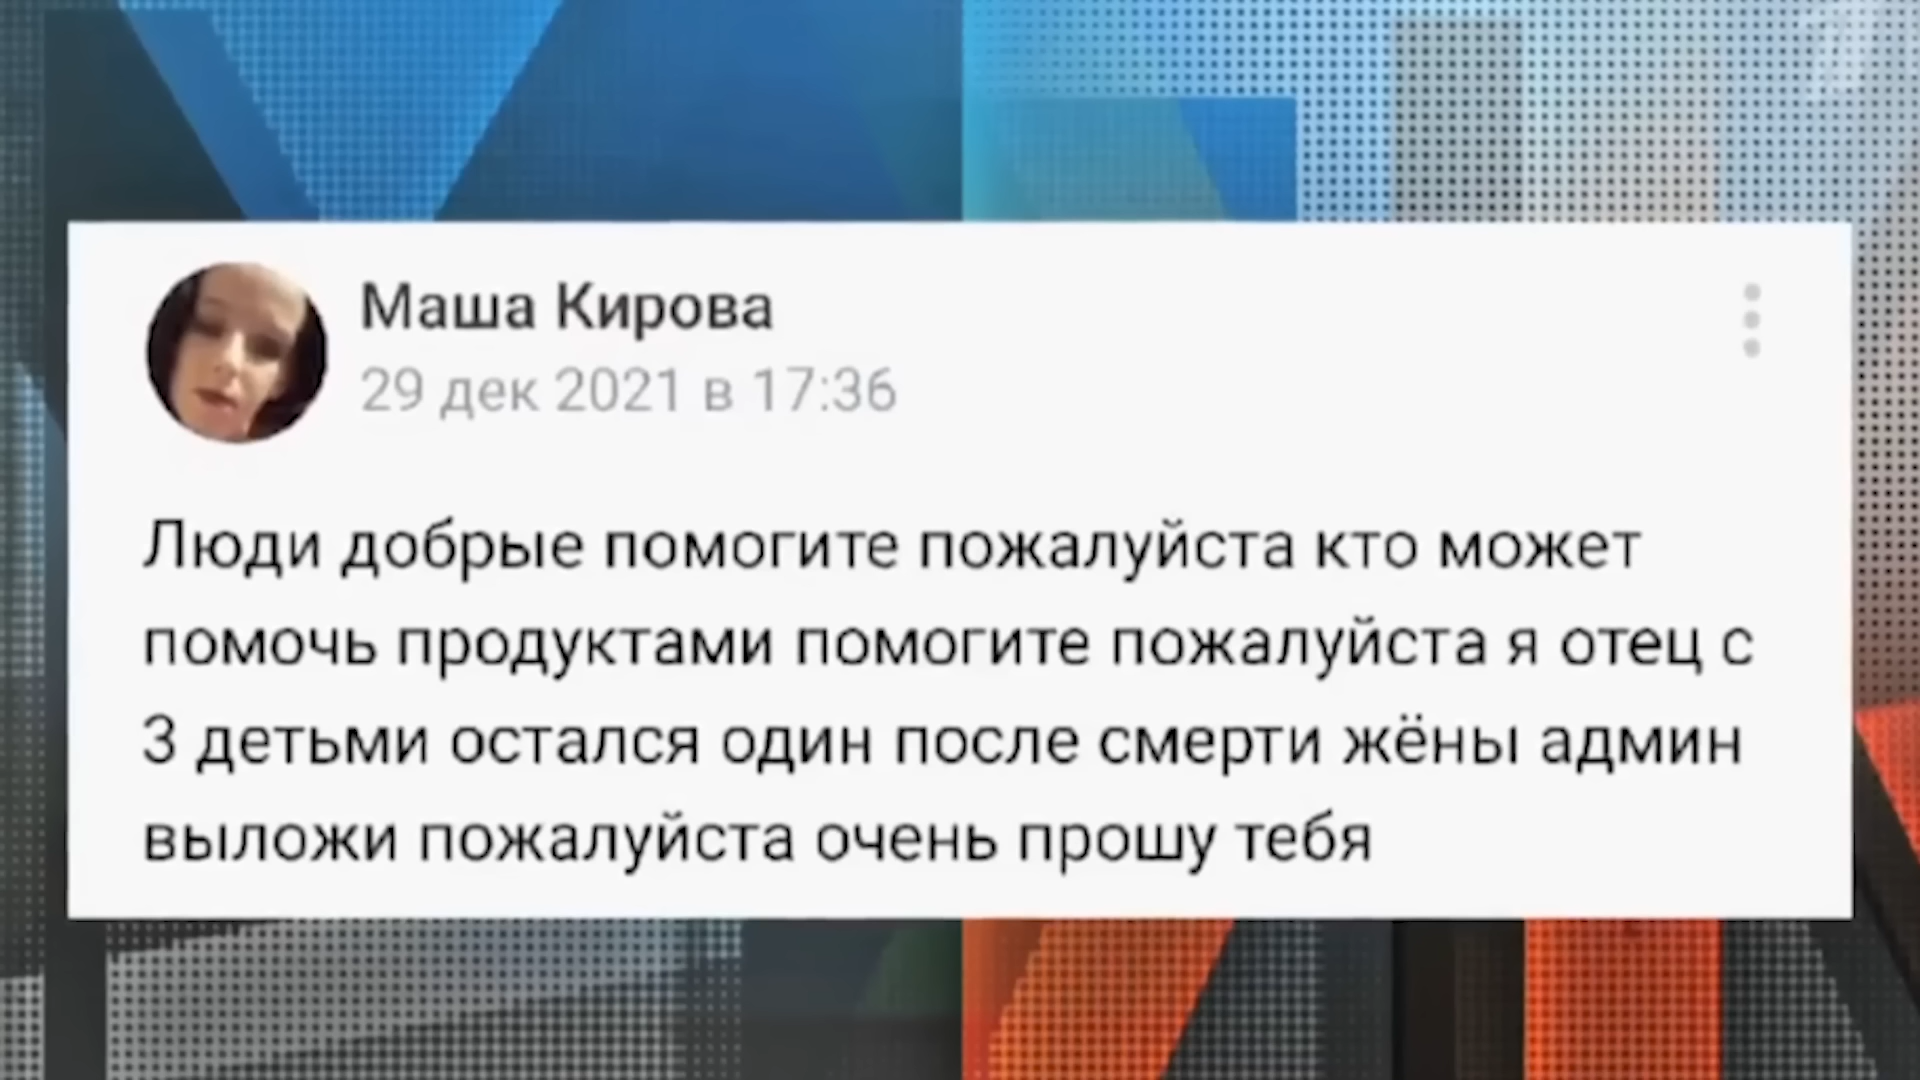 Маша Кирова
29 дек 2021 в 17:36
Люди добрые помогите пожалуйста кто может
помочь продуктами помогите пожалуйста я отец с
3 детьми остался один после смерти жёны админ
выложи пожалуйста очень прошу тебя